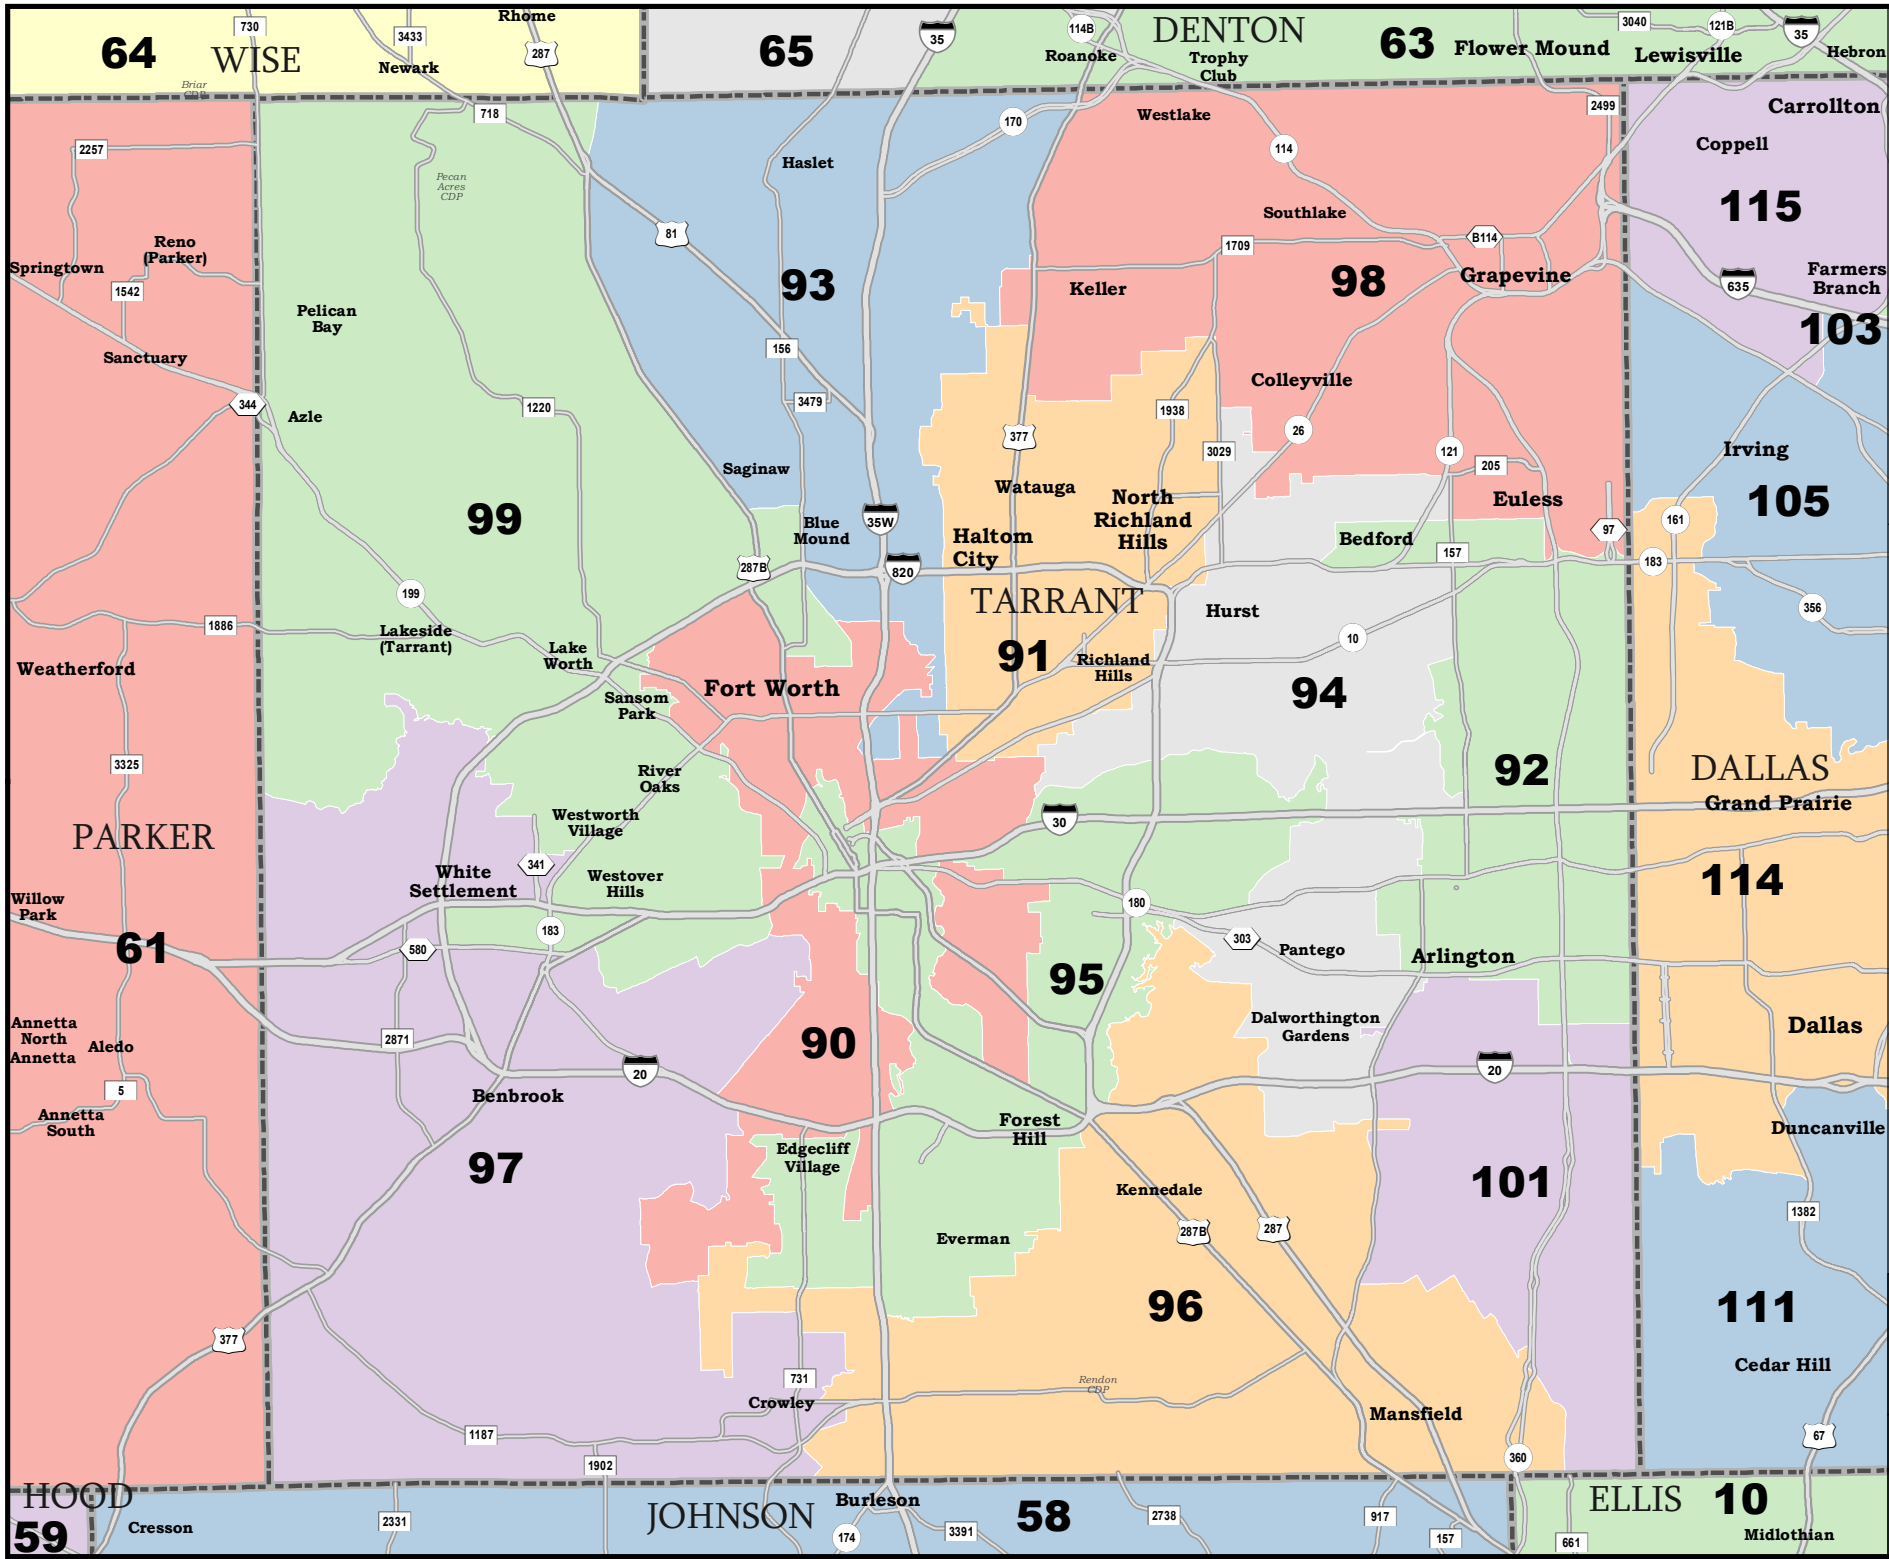 Rhome
730
64
WISE
3433
287
Newark
Briar
CDP
65
35
114B
DENTON
Roanoke
Trophy
Club
63
Flower Mound
3040
121B
Lewisville
35
Hebron
718
170
Westlake
2499
Carrollton
2257
Haslet
114
Coppell
Pecan
Acres
CDP
115
Southlake
81
Reno
(Parker)
1709
B114
Springtown
93
98
Grapevine
Farmers
Branch
1542
Keller
635
Pelican
Bay
103
Sanctuary
156
Colleyville
344
Azle
1220
3479
1938
377
26
3029
121
205
Irving
Saginaw
Watauga
North
Richland
Hills
Euless
105
99
35W
Blue
Mound
161
97
Haltom
City
Bedford
157
183
287B
820
199
TARRANT
Hurst
356
1886
Lakeside
(Tarrant)
Lake
Worth
91
10
Richland
Hills
Weatherford
Fort Worth
94
Sansom
Park
3325
92
DALLAS
River
Oaks
Grand Prairie
Westworth
Village
30
PARKER
341
White
Settlement
Westover
Hills
114
Willow
Park
180
183
303
61
580
Pantego
Arlington
95
Annetta
North
Annetta
Aledo
Dalworthington
Gardens
Dallas
2871
90
20
20
5
Benbrook
Annetta
South
Forest
Hill
Duncanville
Edgecliff
Village
97
101
Kennedale
1382
287B
287
Everman
96
111
377
Cedar Hill
731
Rendon
CDP
Crowley
Mansfield
1187
67
1902
360
HOOD
Burleson
ELLIS
10
JOHNSON
58
59
Cresson
2331
174
3391
2738
917
157
661
Midlothian